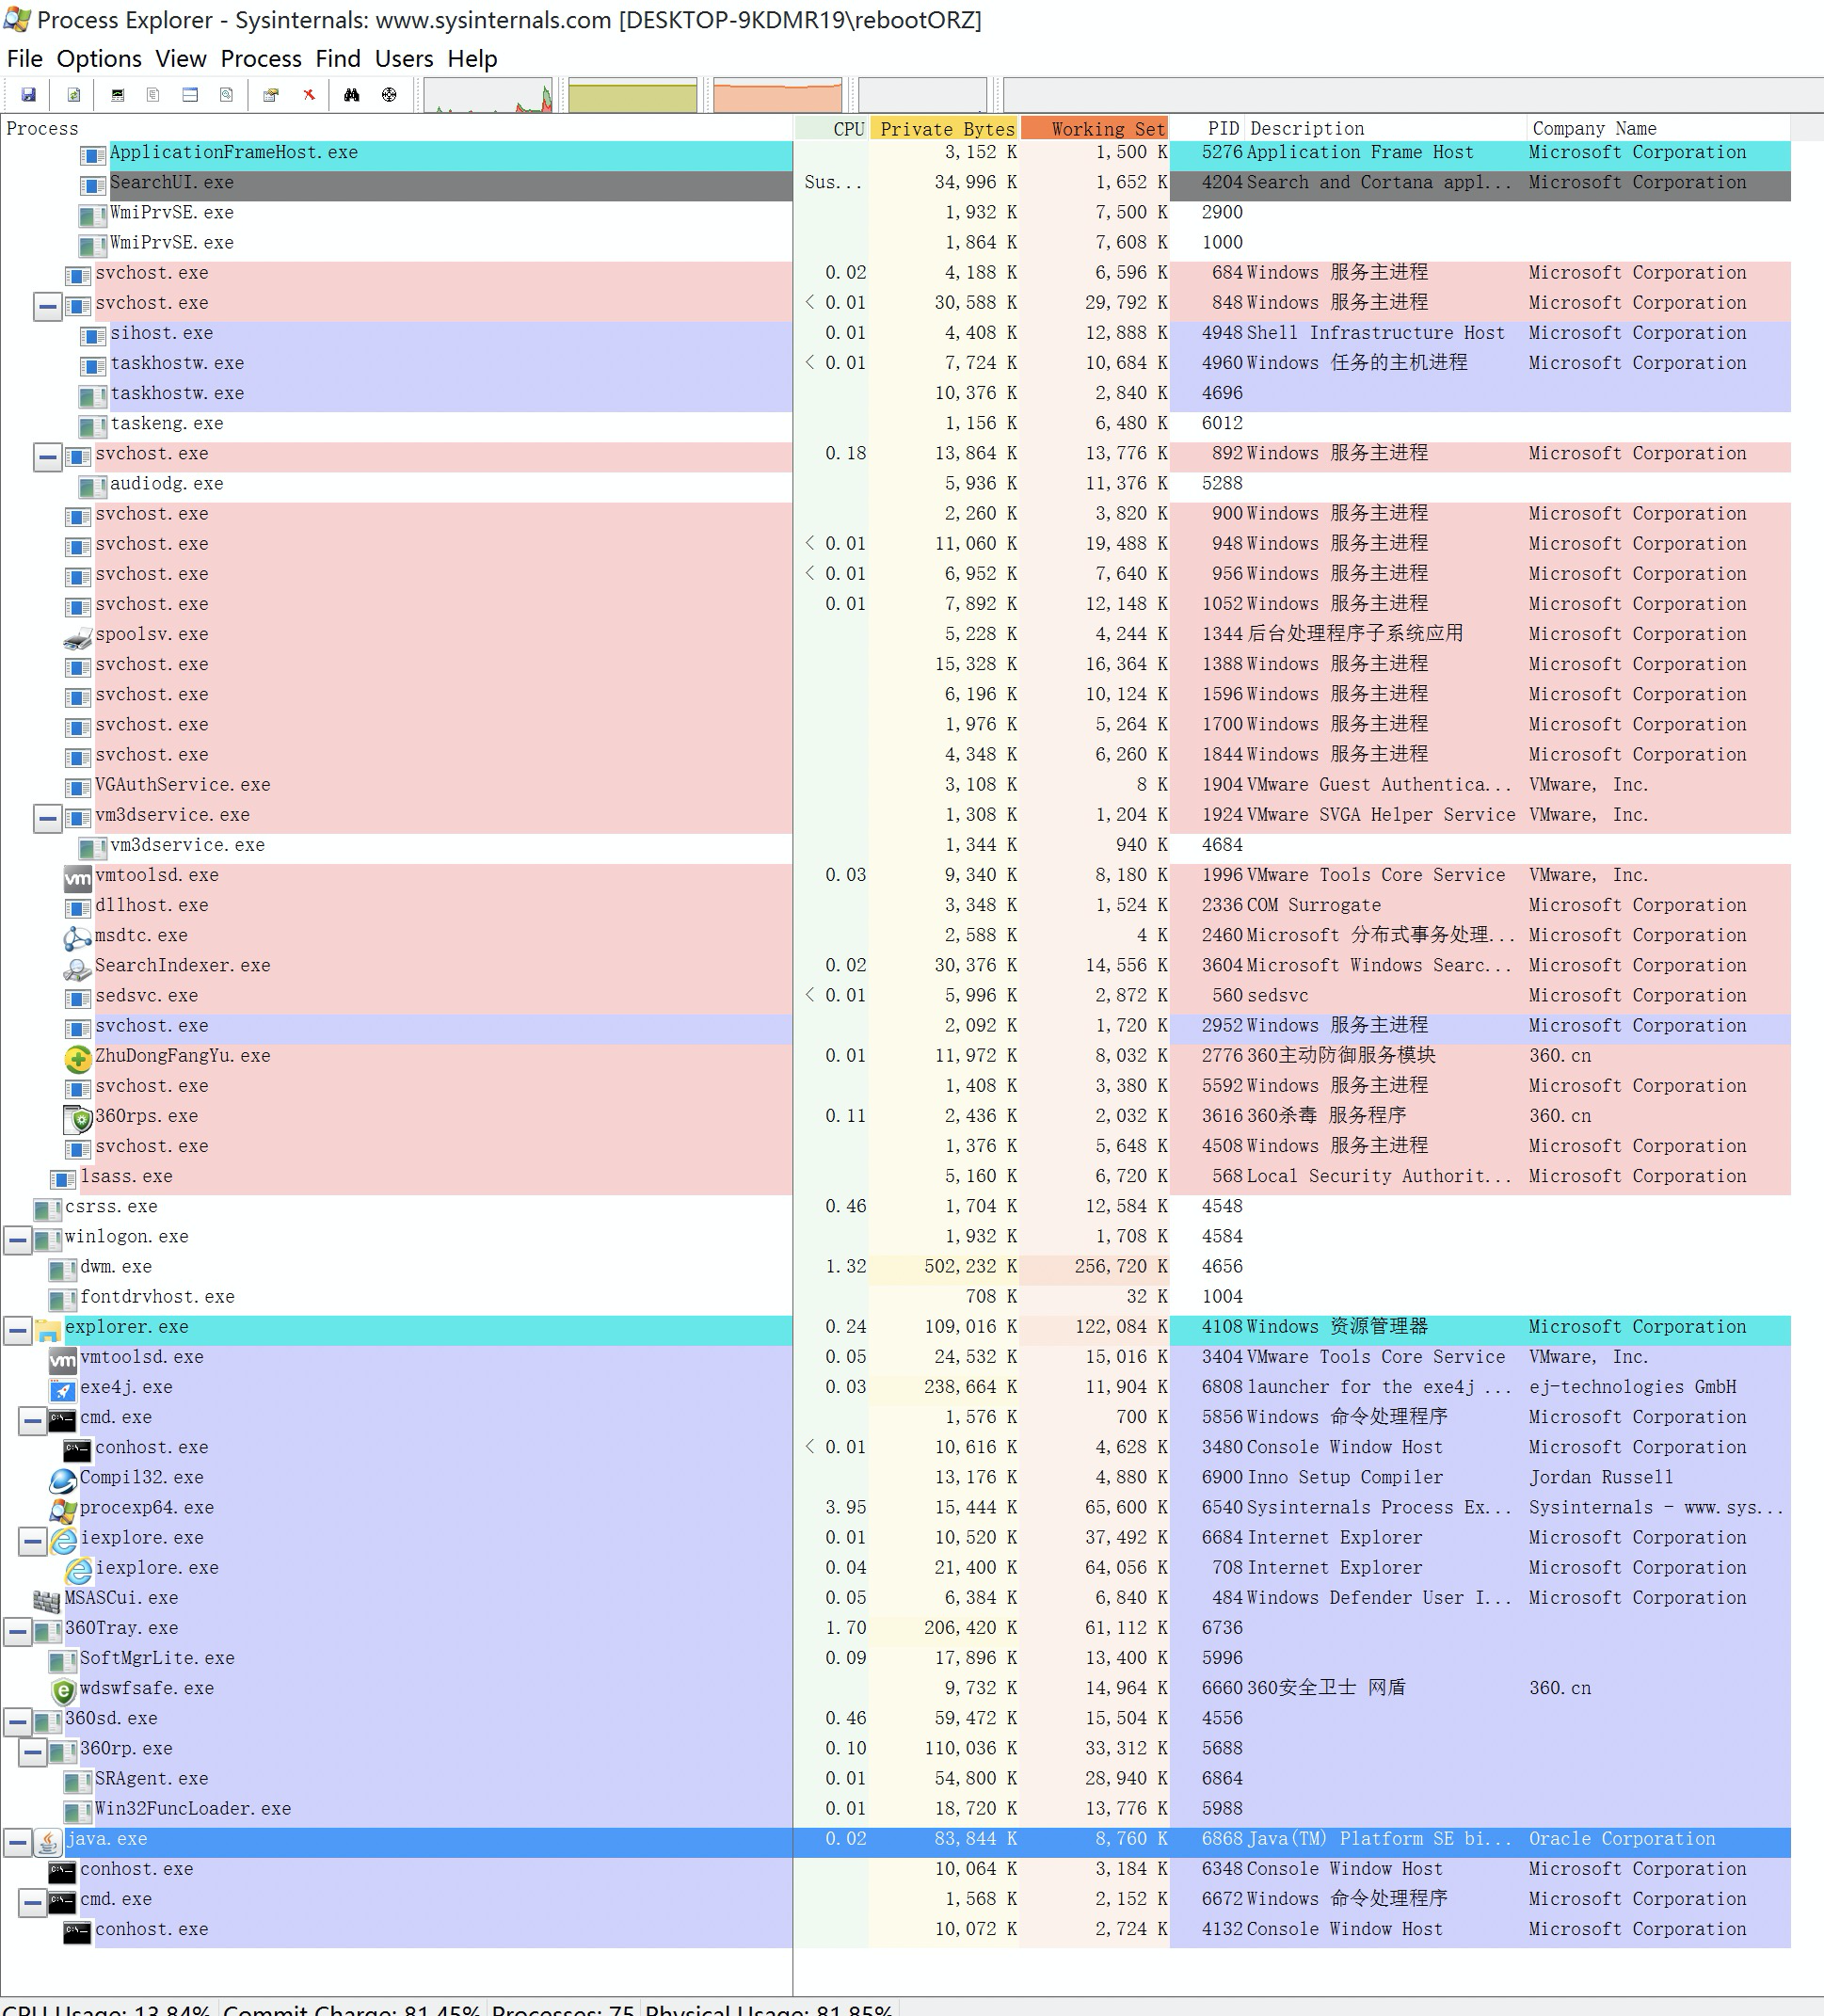 Process Explorer - Sysinternals: www.sysinternals.com [DESKTOP-9KDMR19\rebootORZ]
File Options View Process Find Users Help
Process CPU Private Bytes Working Set PID Description Company Name
ApplicationFrameHost.exe 3,152 K 1,500 K 5276 Application Frame Host Microsoft Corporation
SearchUI.exe Sus... 34,996 K 1,652 K 4204 Search and Cortana appl... Microsoft Corporation
WmiPrvSE.exe 1,932 K 7,500 K 2900
WmiPrvSE.exe 1,864 K 7,608 K 1000
svchost.exe 0.02 4,188 K 6,596 K 684 Windows 服务主进程 Microsoft Corporation
svchost.exe < 0.01 30,588 K 29,792 K 848 Windows 服务主进程 Microsoft Corporation
sihost.exe 0.01 4,408 K 12,888 K 4948 Shell Infrastructure Host Microsoft Corporation
taskhostw.exe < 0.01 7,724 K 10,684 K 4960 Windows 任务的主机进程 Microsoft Corporation
taskhostw.exe 10,376 K 2,840 K 4696
taskeng.exe 1,156 K 6,480 K 6012
svchost.exe 0.18 13,864 K 13,776 K 892 Windows 服务主进程 Microsoft Corporation
audiodg.exe 5,936 K 11,376 K 5288
svchost.exe 2,260 K 3,820 K 900 Windows 服务主进程 Microsoft Corporation
svchost.exe < 0.01 11,060 K 19,488 K 948 Windows 服务主进程 Microsoft Corporation
svchost.exe < 0.01 6,952 K 7,640 K 956 Windows 服务主进程 Microsoft Corporation
svchost.exe 0.01 7,892 K 12,148 K 1052 Windows 服务主进程 Microsoft Corporation
spoolsv.exe 5,228 K 4,244 K 1344 后台处理程序子系统应用 Microsoft Corporation
svchost.exe 15,328 K 16,364 K 1388 Windows 服务主进程 Microsoft Corporation
svchost.exe 6,196 K 10,124 K 1596 Windows 服务主进程 Microsoft Corporation
svchost.exe 1,976 K 5,264 K 1700 Windows 服务主进程 Microsoft Corporation
svchost.exe 4,348 K 6,260 K 1844 Windows 服务主进程 Microsoft Corporation
VGAuthService.exe 3,108 K 8 K 1904 VMware Guest Authentica... VMware, Inc.
vm3dservice.exe 1,308 K 1,204 K 1924 VMware SVGA Helper Service VMware, Inc.
vm3dservice.exe 1,344 K 940 K 4684
vmtoolsd.exe 0.03 9,340 K 8,180 K 1996 VMware Tools Core Service VMware, Inc.
dllhost.exe 3,348 K 1,524 K 2336 COM Surrogate Microsoft Corporation
msdtc.exe 2,588 K 4 K 2460 Microsoft 分布式事务处理... Microsoft Corporation
SearchIndexer.exe 0.02 30,376 K 14,556 K 3604 Microsoft Windows Searc... Microsoft Corporation
sedsvc.exe < 0.01 5,996 K 2,872 K 560 sedsvc Microsoft Corporation
svchost.exe 2,092 K 1,720 K 2952 Windows 服务主进程 Microsoft Corporation
ZhuDongFangYu.exe 0.01 11,972 K 8,032 K 2776 360主动防御服务模块 360.cn
svchost.exe 1,408 K 3,380 K 5592 Windows 服务主进程 Microsoft Corporation
360rps.exe 0.11 2,436 K 2,032 K 3616 360杀毒 服务程序 360.cn
svchost.exe 1,376 K 5,648 K 4508 Windows 服务主进程 Microsoft Corporation
lsass.exe 5,160 K 6,720 K 568 Local Security Authorit... Microsoft Corporation
csrss.exe 0.46 1,704 K 12,584 K 4548
winlogon.exe 1,932 K 1,708 K 4584
dwm.exe 1.32 502,232 K 256,720 K 4656
fontdrvhost.exe 708 K 32 K 1004
explorer.exe 0.24 109,016 K 122,084 K 4108 Windows 资源管理器 Microsoft Corporation
vmtoolsd.exe 0.05 24,532 K 15,016 K 3404 VMware Tools Core Service VMware, Inc.
exe4j.exe 0.03 238,664 K 11,904 K 6808 launcher for the exe4j ... ej-technologies GmbH
cmd.exe 1,576 K 700 K 5856 Windows 命令处理程序 Microsoft Corporation
conhost.exe < 0.01 10,616 K 4,628 K 3480 Console Window Host Microsoft Corporation
Compil32.exe 13,176 K 4,880 K 6900 Inno Setup Compiler Jordan Russell
procexp64.exe 3.95 15,444 K 65,600 K 6540 Sysinternals Process Ex... Sysinternals - www.sys...
iexplore.exe 0.01 10,520 K 37,492 K 6684 Internet Explorer Microsoft Corporation
iexplore.exe 0.04 21,400 K 64,056 K 708 Internet Explorer Microsoft Corporation
MSASCui.exe 0.05 6,384 K 6,840 K 484 Windows Defender User I... Microsoft Corporation
360Tray.exe 1.70 206,420 K 61,112 K 6736
SoftMgrLite.exe 0.09 17,896 K 13,400 K 5996
wdswfsafe.exe 9,732 K 14,964 K 6660 360安全卫士 网盾 360.cn
360sd.exe 0.46 59,472 K 15,504 K 4556
360rp.exe 0.10 110,036 K 33,312 K 5688
SRAgent.exe 0.01 54,800 K 28,940 K 6864
Win32FuncLoader.exe 0.01 18,720 K 13,776 K 5988
java.exe 0.02 83,844 K 8,760 K 6868 Java(TM) Platform SE bi... Oracle Corporation
conhost.exe 10,064 K 3,184 K 6348 Console Window Host Microsoft Corporation
cmd.exe 1,568 K 2,152 K 6672 Windows 命令处理程序 Microsoft Corporation
conhost.exe 10,072 K 2,724 K 4132 Console Window Host Microsoft Corporation
CPU Usage: 13.84% Commit Charge: 81.45% Processes: 75 Physical Usage: 81.85%